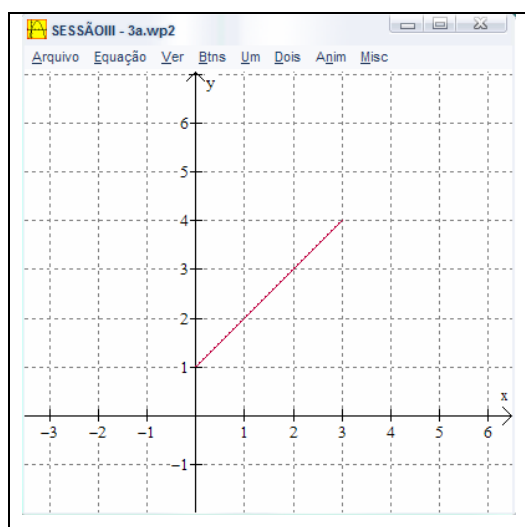 SESSÃOIII - 3a.wp2
Arquivo Equação Ver Btns Um Dois Anim Misc
y
6
5
4
3
2
1
x
−3 −2 −1 1 2 3 4 5 6
−1